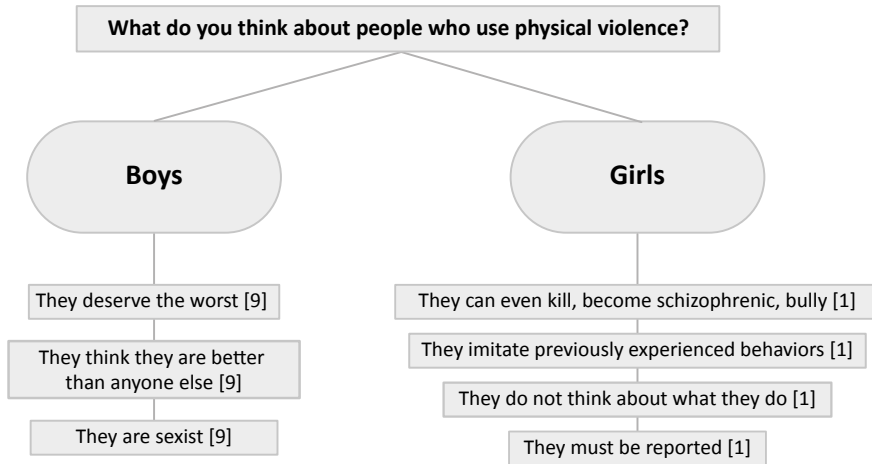 What do you think about people who use physical violence?
Boys
They deserve the worst [9]
They think they are better
than anyone else [9]
They are sexist [9]
Girls
They can even kill, become schizophrenic, bully [1]
They imitate previously experienced behaviors [1]
They do not think about what they do [1]
They must be reported [1]